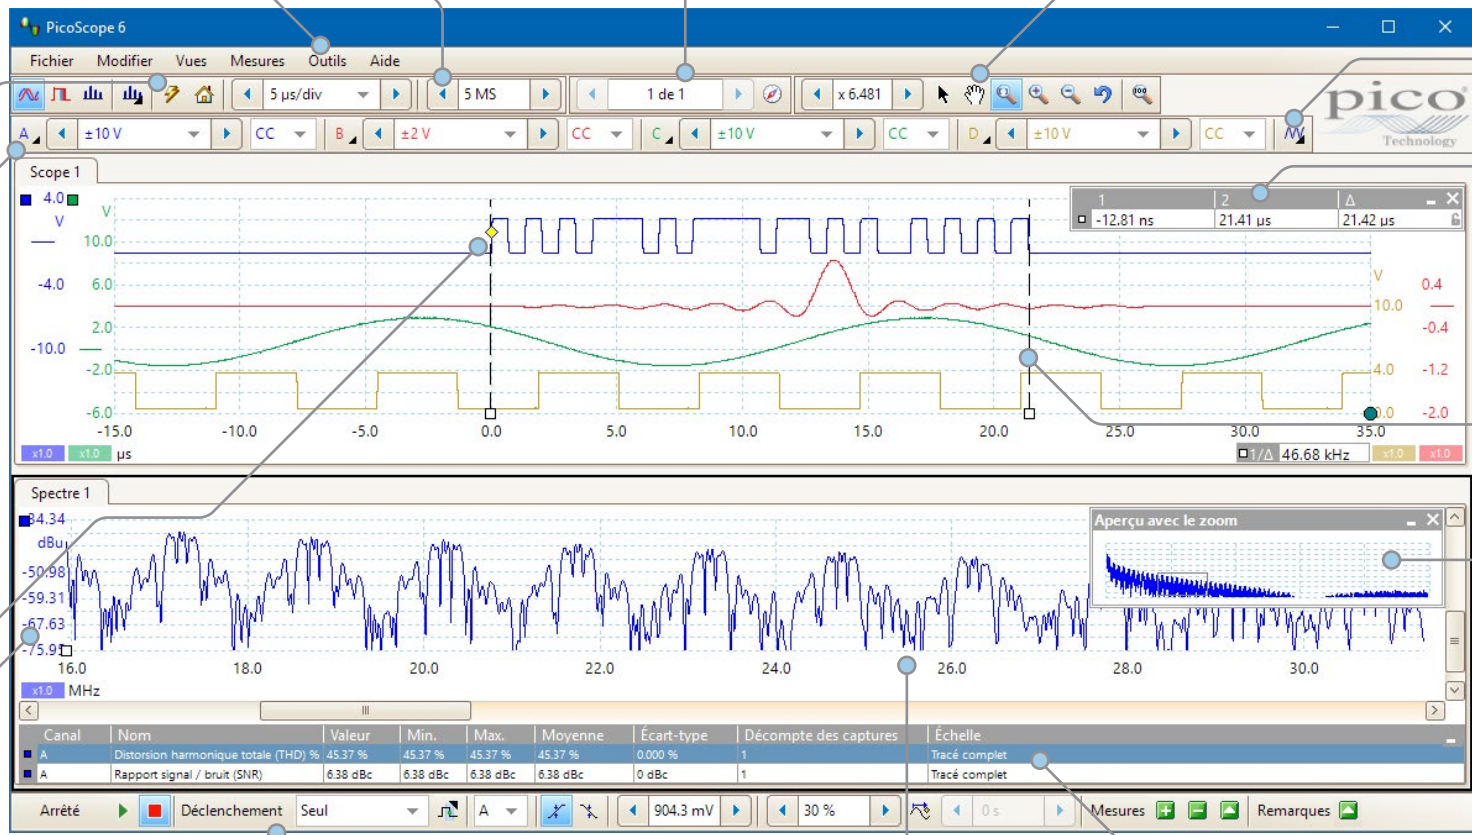 PicoScope 6
Fichier Modifier Vues Mesures Outils Aide
5 µs/div 5 MS 1 de 1 x 6.481 100
pico
Technology
A ±10 V CC B ±2 V CC C ±10 V CC D ±10 V CC
Scope 1
4.0 V V
1 2 Δ
-12.81 ns 21.41 µs 21.42 µs
10.0
-4.0 6.0 V 0.4
10.0
2.0 -0.4
-10.0
-2.0 4.0 -1.2
-6.0 0.0 -2.0
-15.0 -10.0 -5.0 0.0 5.0 10.0 15.0 20.0 25.0 30.0 35.0
x1.0 x1.0 µs 1/Δ 46.68 kHz x1.0 x1.0
Spectre 1
-34.34
dBu
Aperçu avec le zoom
-50.98
-59.31
-67.63
-75.95
16.0 18.0 20.0 22.0 24.0 26.0 28.0 30.0
x1.0 MHz
Canal Nom Valeur Min. Max. Moyenne Écart-type Décompte des captures Échelle
A Distorsion harmonique totale (THD) % 45.37 % 45.37 % 45.37 % 45.37 % 0.000 % 1 Tracé complet
A Rapport signal / bruit (SNR) 6.38 dBc 6.38 dBc 6.38 dBc 6.38 dBc 0 dBc 1 Tracé complet
Arrêté Déclenchement Seul A 904.3 mV 30 % 0 s Mesures Remarques